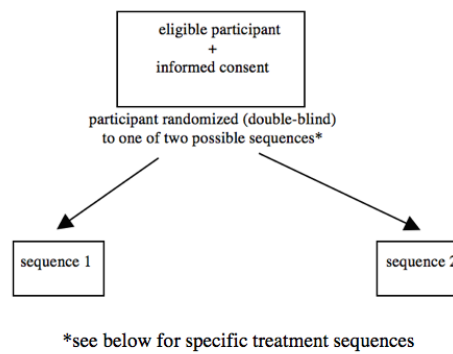 eligible participant
+
informed consent
participant randomized (double-blind)
to one of two possible sequences*
sequence 1
sequence 2
*see below for specific treatment sequences